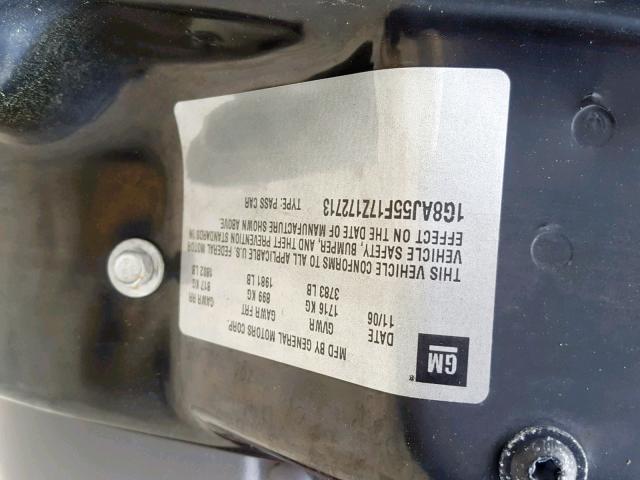 GM
MFD BY GENERAL MOTORS CORP
DATE GVWR GAWR FRT GAWR RR
11/06 1716 KG 899 KG 817 KG
3783 LB 1981 LB 1802 LB
THIS VEHICLE CONFORMS TO ALL APPLICABLE U.S. FEDERAL MOTOR
VEHICLE SAFETY, BUMPER, AND THEFT PREVENTION STANDARDS IN
EFFECT ON THE DATE OF MANUFACTURE SHOWN ABOVE.
1G8AJ55F17Z172713 TYPE: PASS CAR